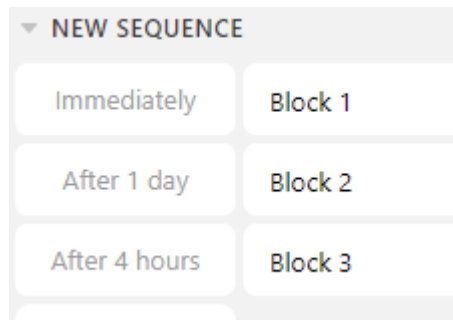 NEW SEQUENCE
Immediately Block 1
After 1 day Block 2
After 4 hours Block 3